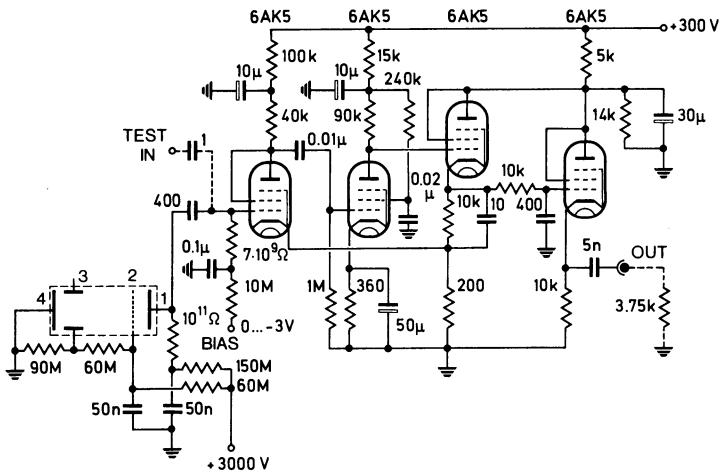 6AK5 6AK5 6AK5 6AK5
+300 V
100k 15k 5k
10μ 10μ 240k
40k 90k 14k 30μ
TEST
IN
1
0.01μ
400 0.02
μ
10k 10 10k 400
0.1μ
7·10⁹Ω
10M
5n OUT
3 2
4 1
10¹¹Ω
0...-3V
BIAS
1M 360 50μ 200 10k 3.75k
90M 60M
150M
60M
50n 50n
+3000 V